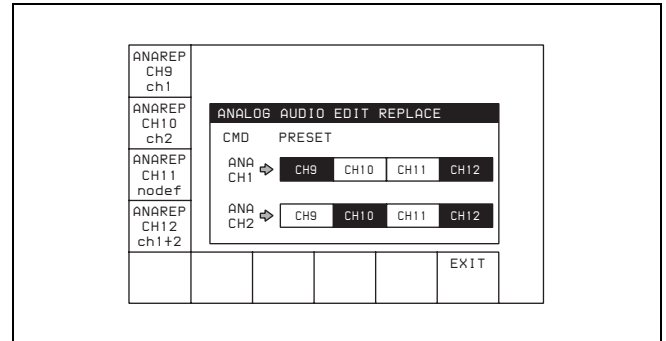 ANAREP
CH9
ch1
ANAREP
CH10
ch2
ANAREP
CH11
nodef
ANAREP
CH12
ch1+2
ANALOG AUDIO EDIT REPLACE
CMD PRESET
ANA CH1 CH9 CH10 CH11 CH12
ANA CH2 CH9 CH10 CH11 CH12
EXIT